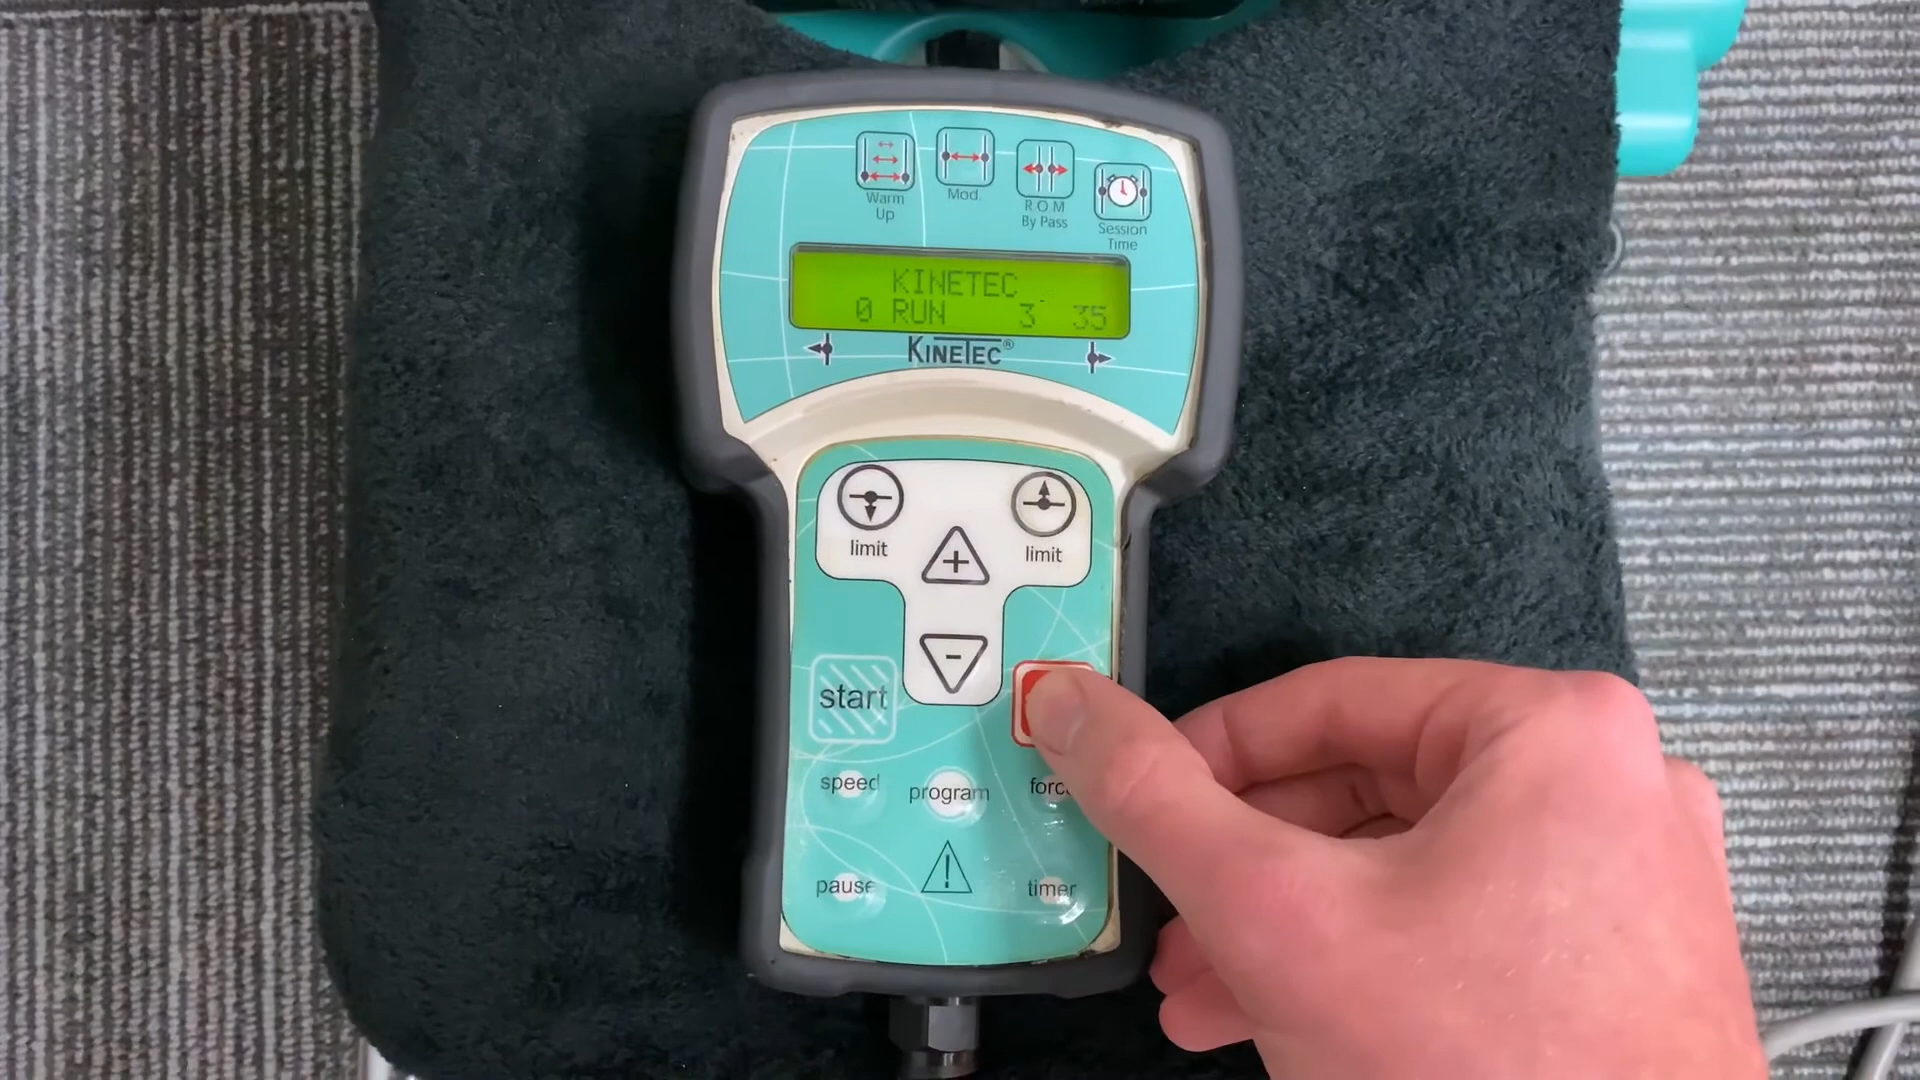 Warm
Up
Mod.
R O M
By Pass
Session
Time
KINETEC
0 RUN 3 35
KINETEC®
limit
limit
+
-
start
speed
program
pause
timer